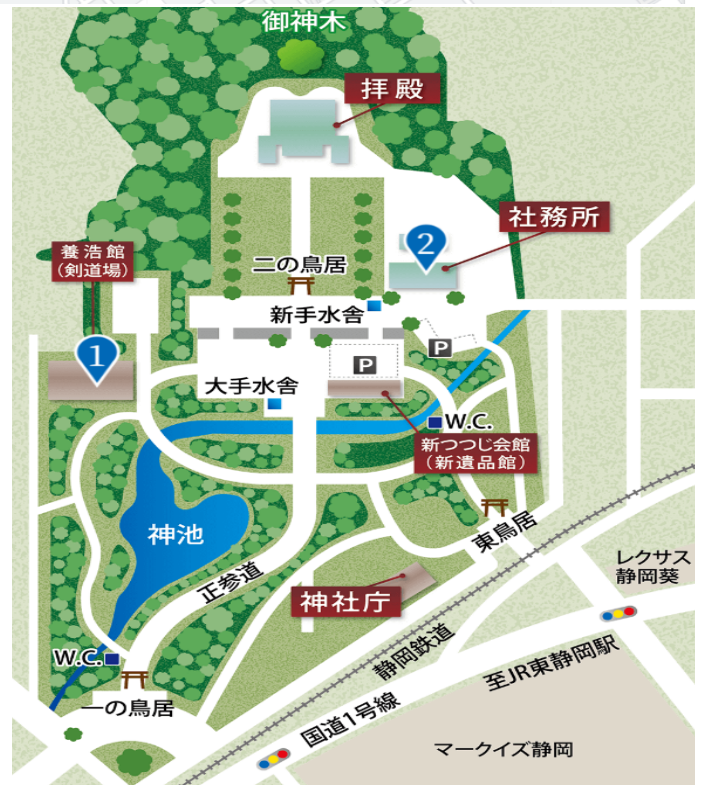 御神木
拝殿
社務所
2
養浩館
(剣道場)
二の鳥居
新手水舎
1
P
P
大手水舎
W.C.
新つつじ会館
(新遺品館)
神池
東鳥居
レクサス
静岡葵
正参道
神社庁
静岡鉄道
W.C.
至JR東静岡駅
一の鳥居
国道1号線
マークイズ静岡